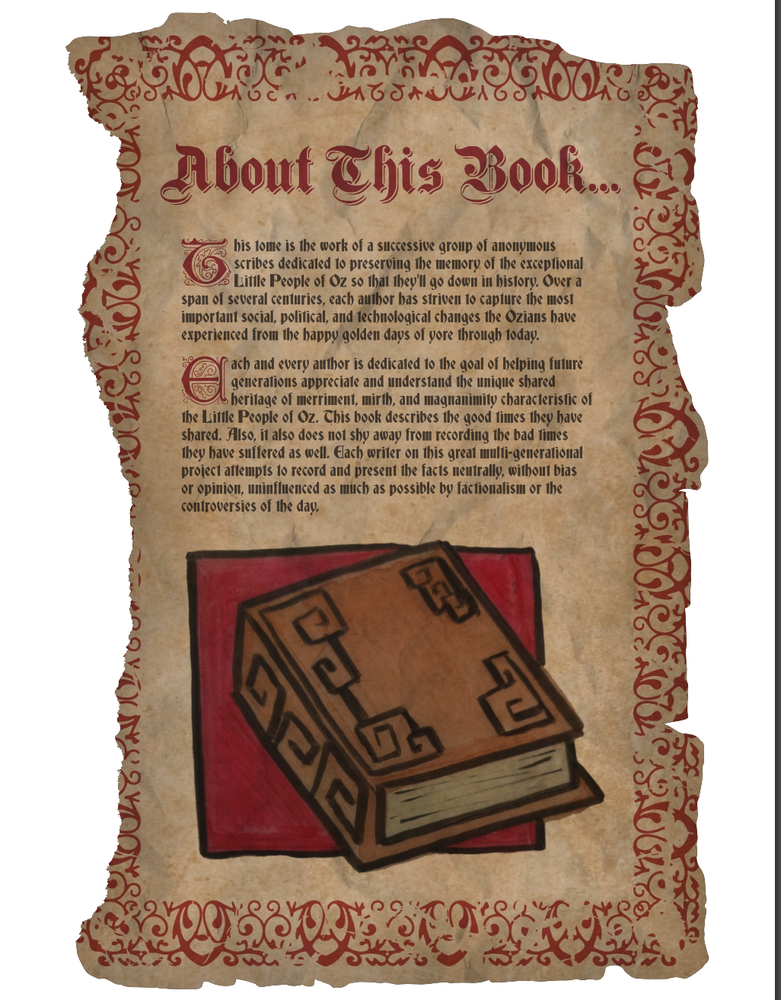 About This Book...
This tome is the work of a successive group of anonymous
scribes dedicated to preserving the memory of the exceptional
Little People of Oz so that they'll go down in history. Over a
span of several centuries, each author has striven to capture the most
important social, political, and technological changes the Ozians have
experienced from the happy golden days of yore through today.
Each and every author is dedicated to the goal of helping future
generations appreciate and understand the unique shared
heritage of merriment, mirth, and magnanimity characteristic of
the Little People of Oz. This book describes the good times they have
shared. Also, it also does not shy away from recording the bad times
they have suffered as well. Each writer on this great multi-generational
project attempts to record and present the facts neutrally, without bias
or opinion, uninfluenced as much as possible by factionalism or the
controversies of the day.